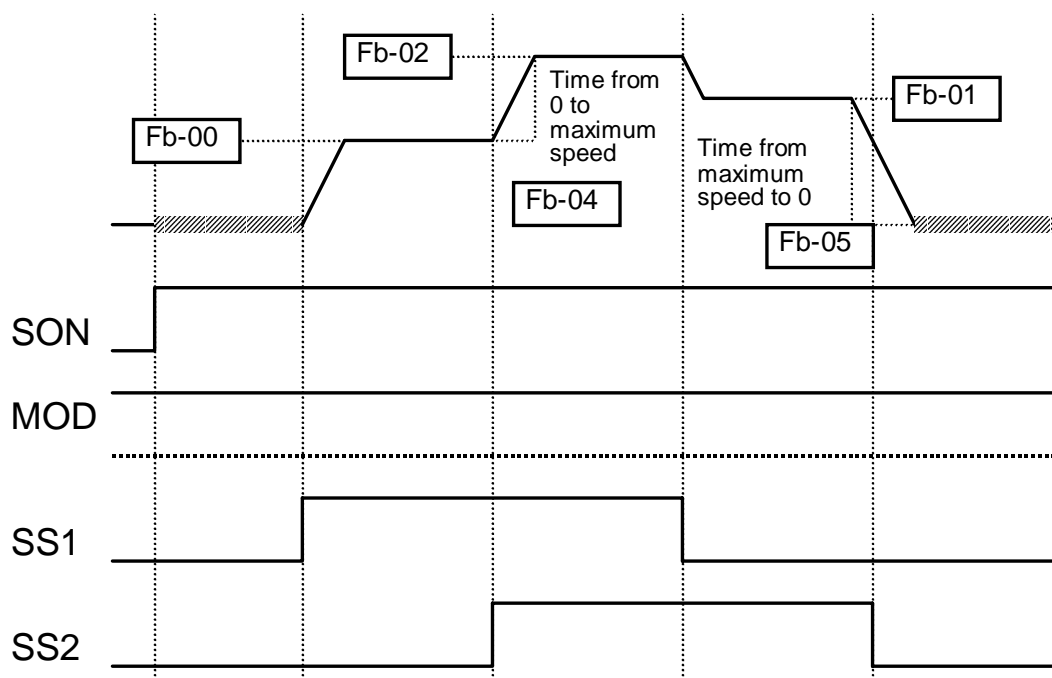 Fb-02
Time from
0 to
maximum
speed
Fb-01
Fb-00
Time from
maximum
speed to 0
Fb-04
Fb-05
SON
MOD
SS1
SS2